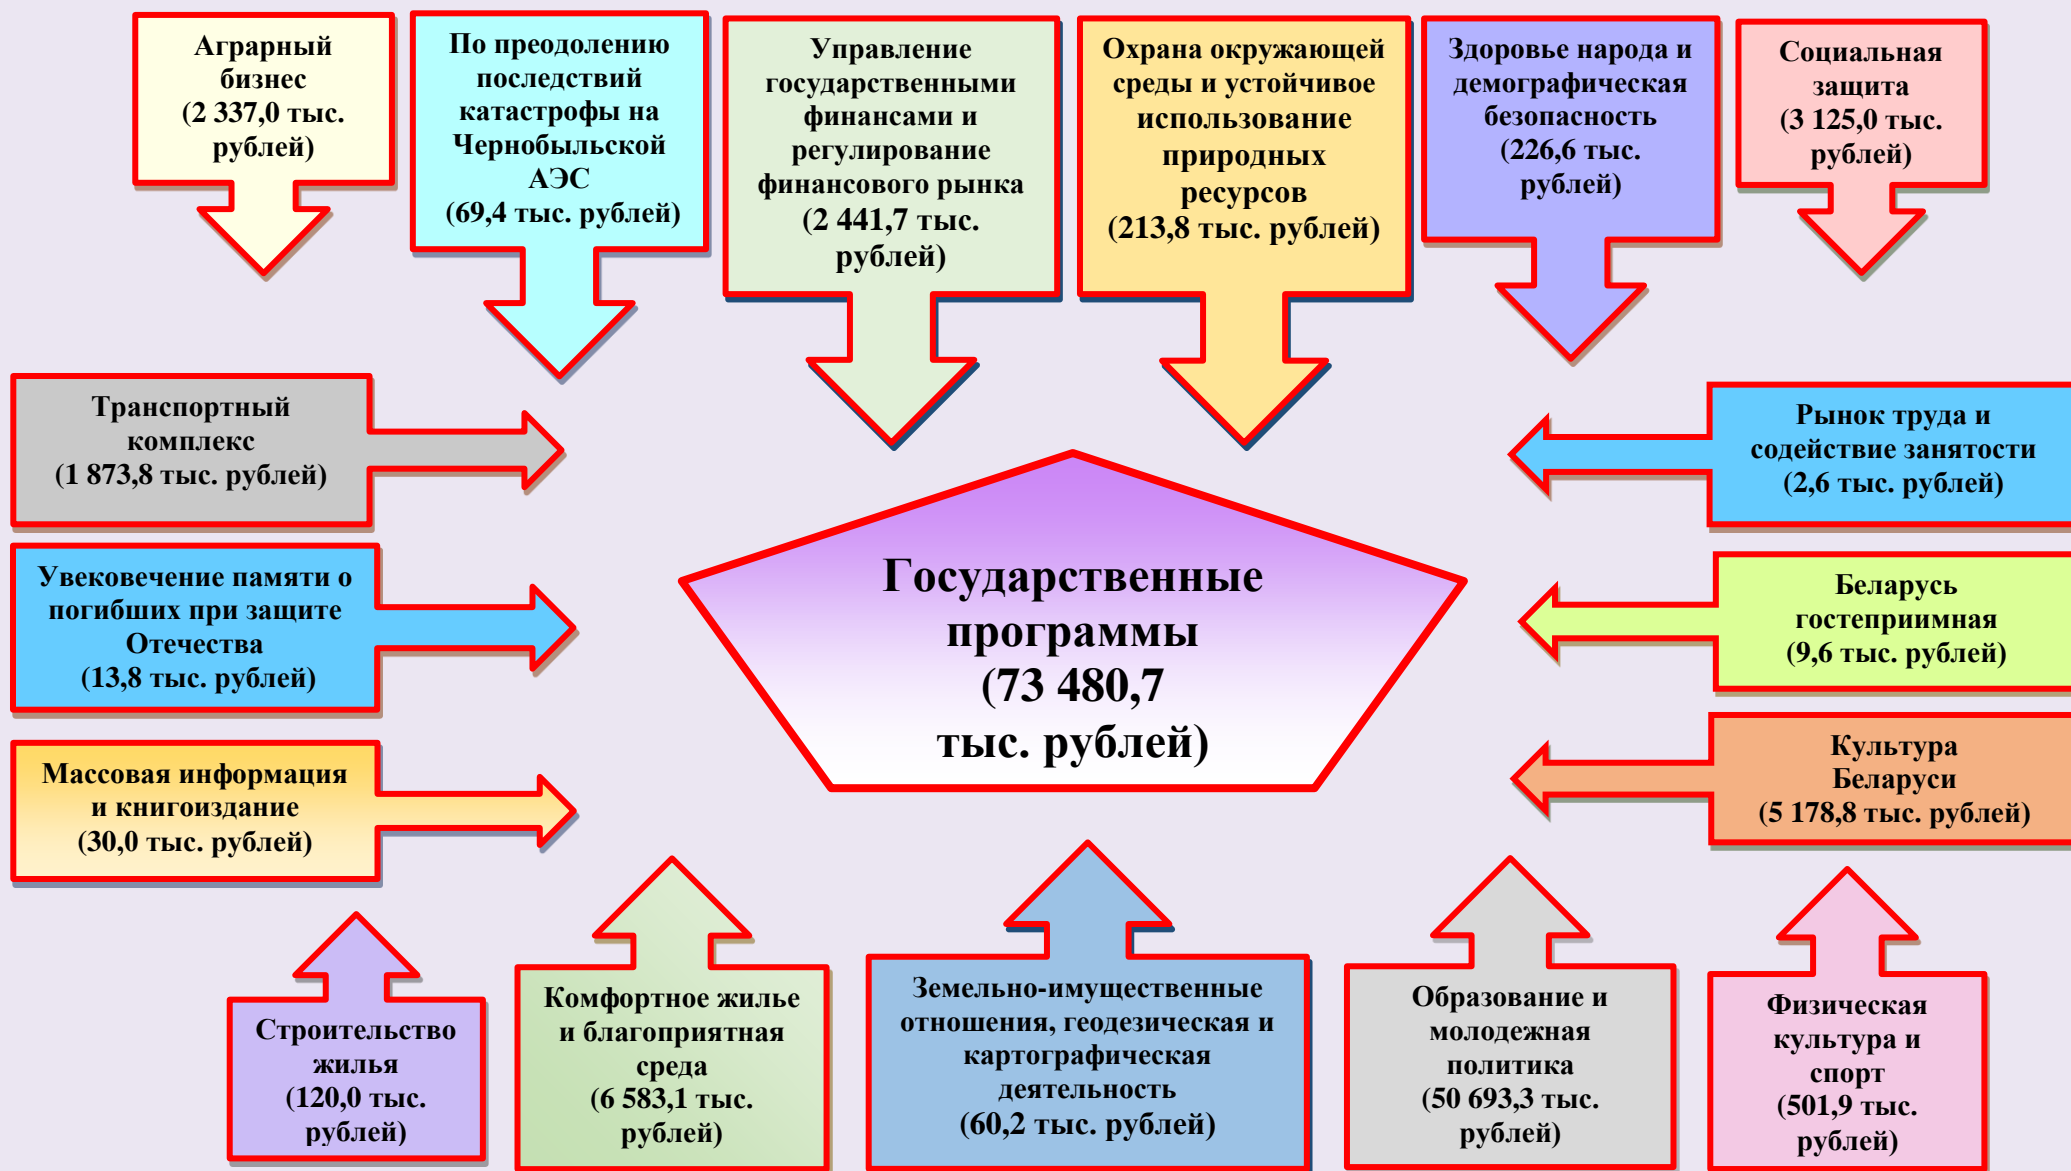 Аграрный
бизнес
(2 337,0 тыс.
рублей)
По преодолению
последствий
катастрофы на
Чернобыльской
АЭС
(69,4 тыс. рублей)
Управление
государственными
финансами и
регулирование
финансового рынка
(2 441,7 тыс.
рублей)
Охрана окружающей
среды и устойчивое
использование
природных
ресурсов
(213,8 тыс. рублей)
Здоровье народа и
демографическая
безопасность
(226,6 тыс.
рублей)
Социальная
защита
(3 125,0 тыс.
рублей)
Транспортный
комплекс
(1 873,8 тыс. рублей)
Рынок труда и
содействие занятости
(2,6 тыс. рублей)
Увековечение памяти о
погибших при защите
Отечества
(13,8 тыс. рублей)
Государственные
программы
(73 480,7
тыс. рублей)
Беларусь
гостеприимная
(9,6 тыс. рублей)
Массовая информация
и книгоиздание
(30,0 тыс. рублей)
Культура
Беларуси
(5 178,8 тыс. рублей)
Строительство
жилья
(120,0 тыс.
рублей)
Комфортное жилье
и благоприятная
среда
(6 583,1 тыс.
рублей)
Земельно-имущественные
отношения, геодезическая и
картографическая
деятельность
(60,2 тыс. рублей)
Образование и
молодежная
политика
(50 693,3 тыс.
рублей)
Физическая
культура и
спорт
(501,9 тыс.
рублей)